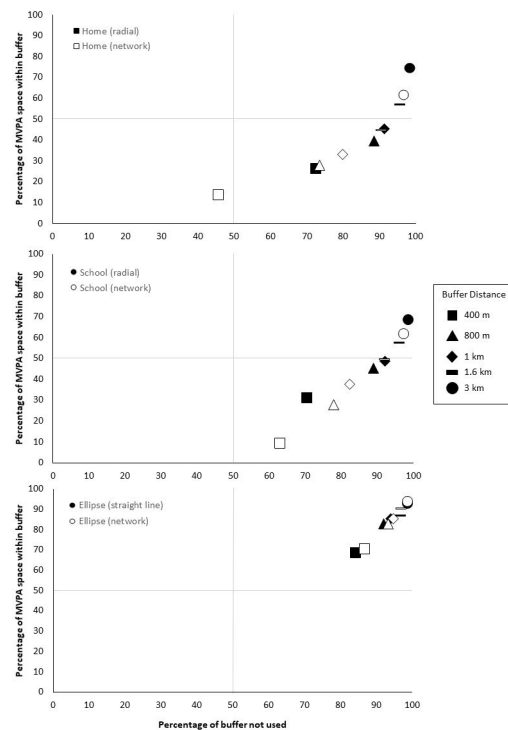 100
90
80
70
60
50
40
30
20
10
0
Percentage of MVPA space within buffer
Home (radial)
Home (network)
0 10 20 30 40 50 60 70 80 90 100
100
90
80
70
60
50
40
30
20
10
0
Percentage of MVPA space within buffer
School (radial)
School (network)
0 10 20 30 40 50 60 70 80 90 100
Buffer Distance
400 m
800 m
1 km
1.6 km
3 km
100
90
80
70
60
50
40
30
20
10
0
Percentage of MVPA space within buffer
Ellipse (straight line)
Ellipse (network)
0 10 20 30 40 50 60 70 80 90 100
Percentage of buffer not used